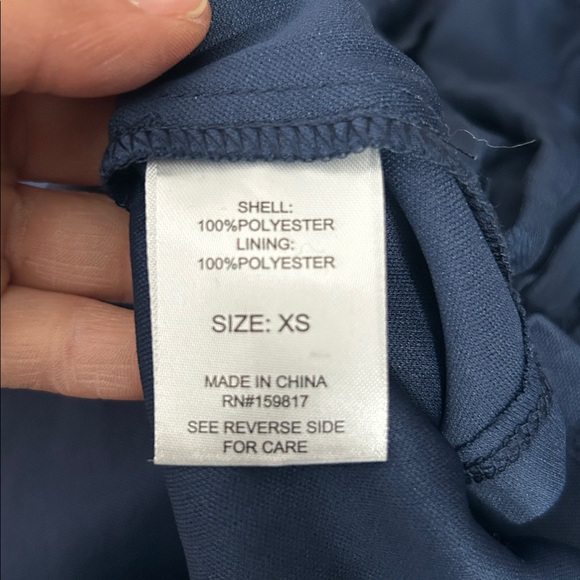 SHELL:
100%POLYESTER
LINING:
100%POLYESTER
SIZE: XS
MADE IN CHINA
RN#159817
SEE REVERSE SIDE
FOR CARE